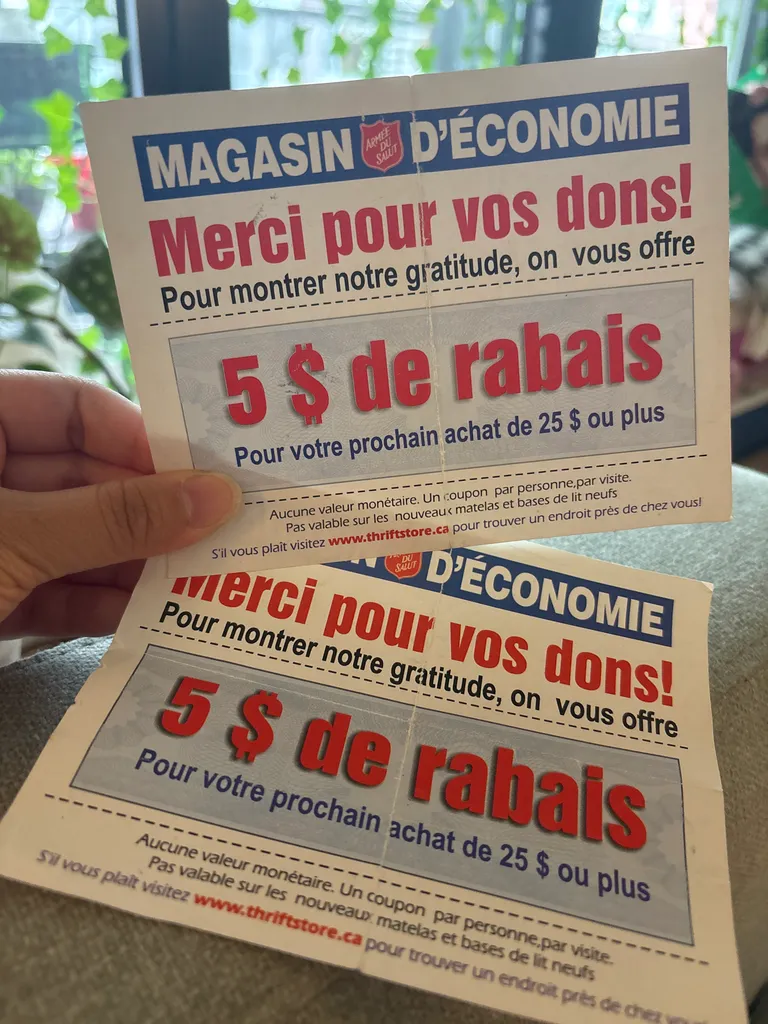 MAGASIN ARMÉE DU SALUT D'ÉCONOMIE
Merci pour vos dons!
Pour montrer notre gratitude, on vous offre
5 $ de rabais
Pour votre prochain achat de 25 $ ou plus
Aucune valeur monétaire. Un coupon par personne,par visite.
Pas valable sur les nouveaux matelas et bases de lit neufs
S'il vous plaît visitez www.thriftstore.ca pour trouver un endroit près de chez vous!
DU SALUT D'ÉCONOMIE
Merci pour vos dons!
Pour montrer notre gratitude, on vous offre
5 $ de rabais
Pour votre prochain achat de 25 $ ou plus
Aucune valeur monétaire. Un coupon par personne,par visite.
Pas valable sur les nouveaux matelas et bases de lit neufs
S'il vous plaît visitez www.thriftstore.ca pour trouver un endroit près de chez vous